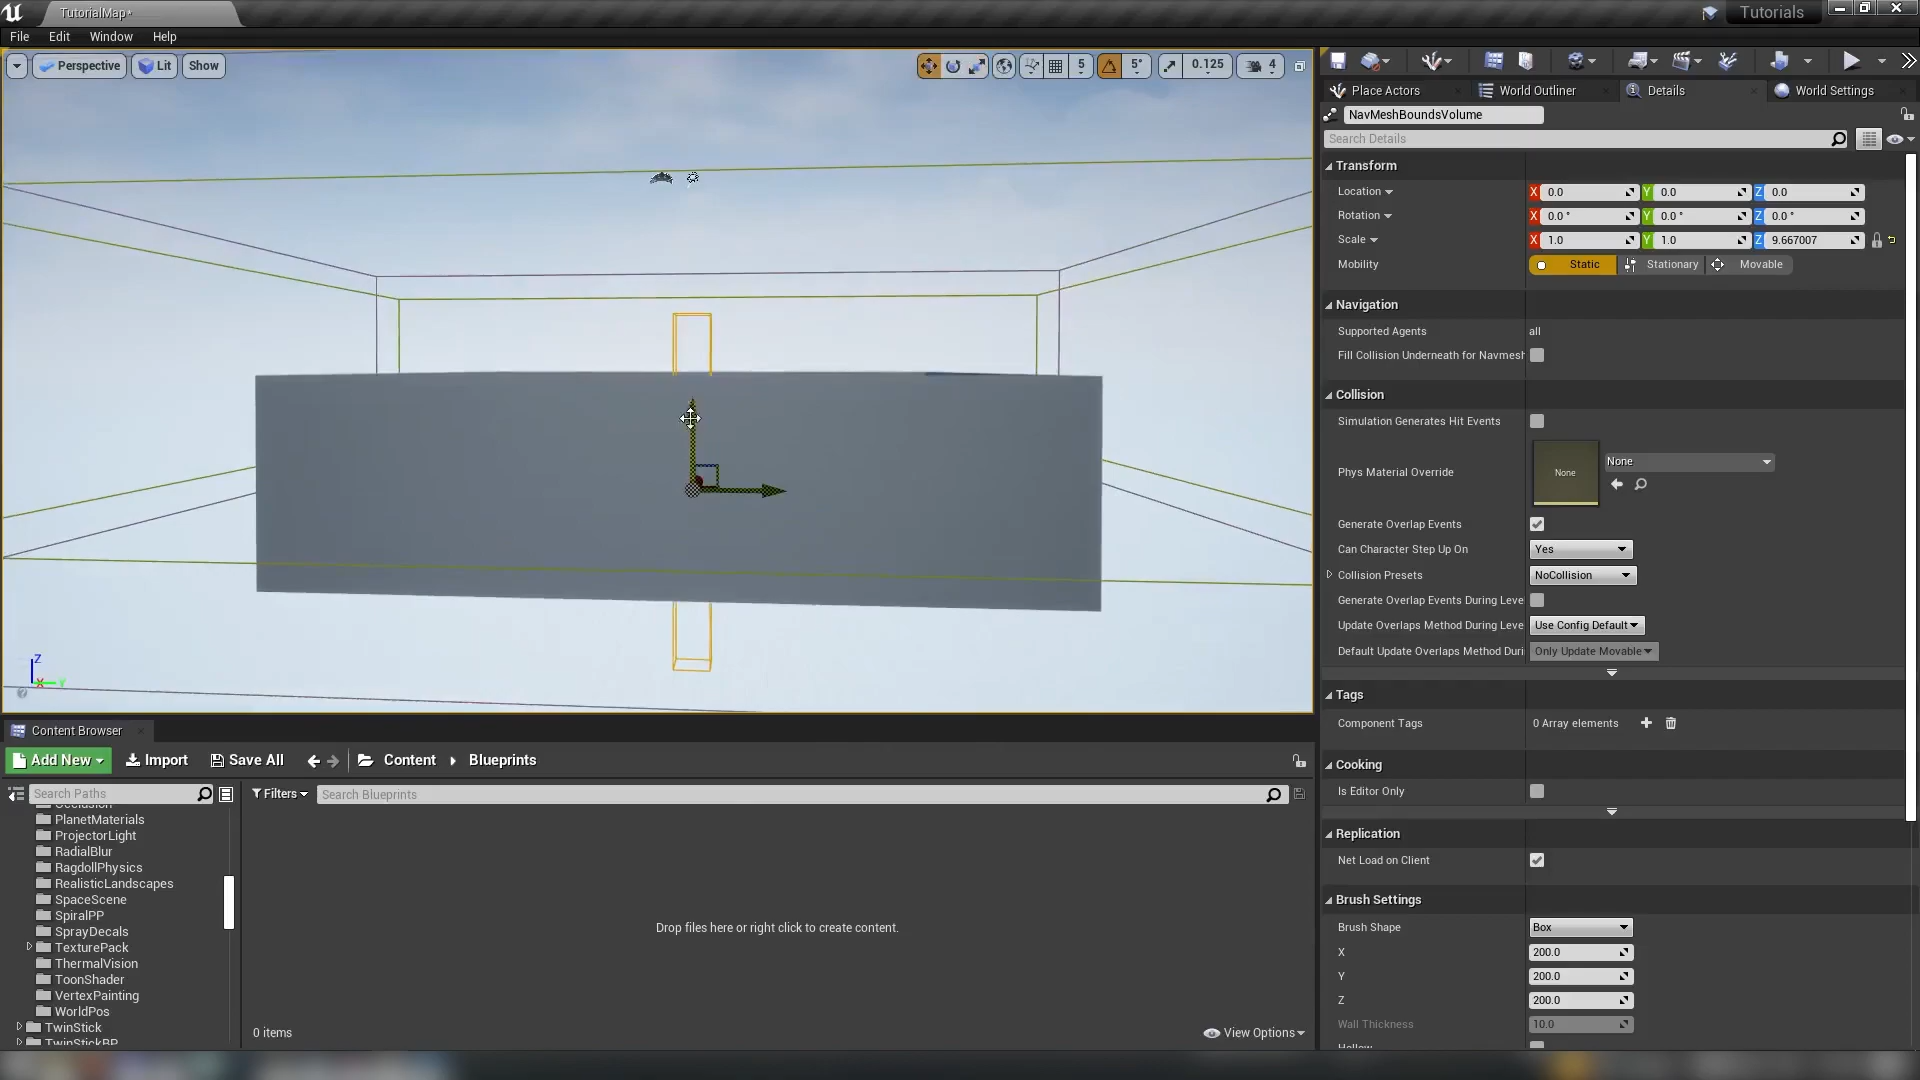 TutorialMap*
Tutorials
File Edit Window Help
Perspective Lit Show
5 5° 0.125 4
Place Actors World Outliner Details World Settings
NavMeshBoundsVolume
Search Details
Transform
Location X 0.0 Y 0.0 Z 0.0
Rotation X 0.0 ° Y 0.0 ° Z 0.0 °
Scale X 1.0 Y 1.0 Z 9.667007
Mobility Static Stationary Movable
Navigation
Supported Agents all
Fill Collision Underneath for Navmesh
Collision
Simulation Generates Hit Events
Phys Material Override None None
Generate Overlap Events
Can Character Step Up On Yes
Collision Presets NoCollision
Generate Overlap Events During Leve
Update Overlaps Method During Leve Use Config Default
Default Update Overlaps Method Duri Only Update Movable
Tags
Component Tags 0 Array elements
Cooking
Is Editor Only
Replication
Net Load on Client
Brush Settings
Brush Shape Box
X 200.0
Y 200.0
Z 200.0
Wall Thickness 10.0
Hollow
Z
X Y
Content Browser
Add New Import Save All Content Blueprints
Search Paths
Filters Search Blueprints
Occlusion
PlanetMaterials
ProjectorLight
RadialBlur
RagdollPhysics
RealisticLandscapes
SpaceScene
SpiralPP
SprayDecals
TexturePack
ThermalVision
ToonShader
VertexPainting
WorldPos
TwinStick
TwinStickBP
Drop files here or right click to create content.
0 items
View Options